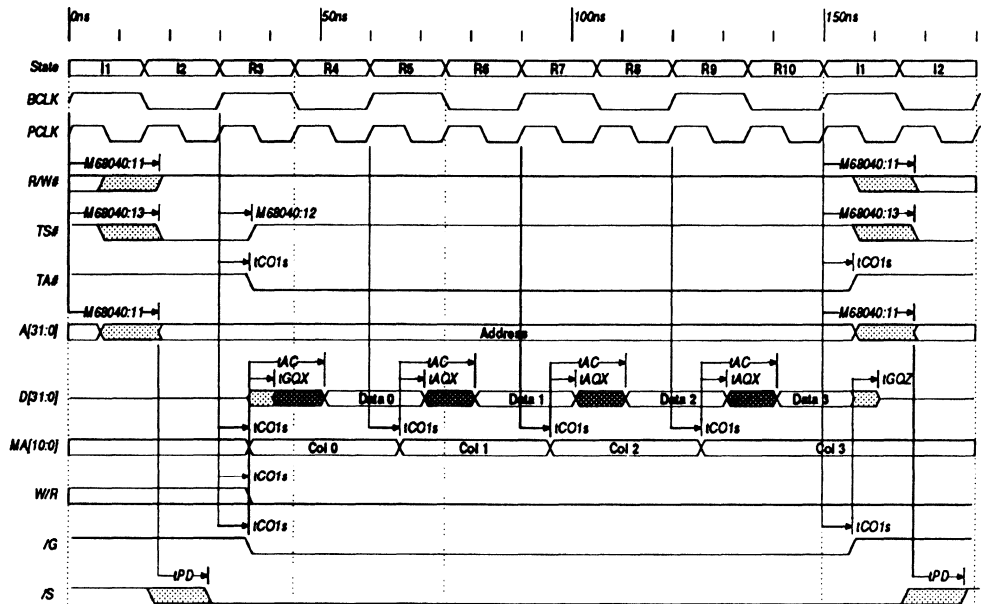 0ns 50ns 100ns 150ns
State I1 I2 R3 R4 R5 R6 R7 R8 R9 R10 I1 I2
BCLK
PCLK
M68040:11 M68040:11
R/W#
M68040:13 M68040:12 M68040:13
TS#
tCO1s tCO1s
TA#
M68040:11 M68040:11
A[31:0] Address
tAC tAC tAC tAC
tGQX tAQX tAQX tAQX tGQZ
D[31:0] Data 0 Data 1 Data 2 Data 3
tCO1s tCO1s tCO1s tCO1s
MA[10:0] Col 0 Col 1 Col 2 Col 3
tCO1s
W/R
tCO1s tCO1s
/G
tPD tPD
/S